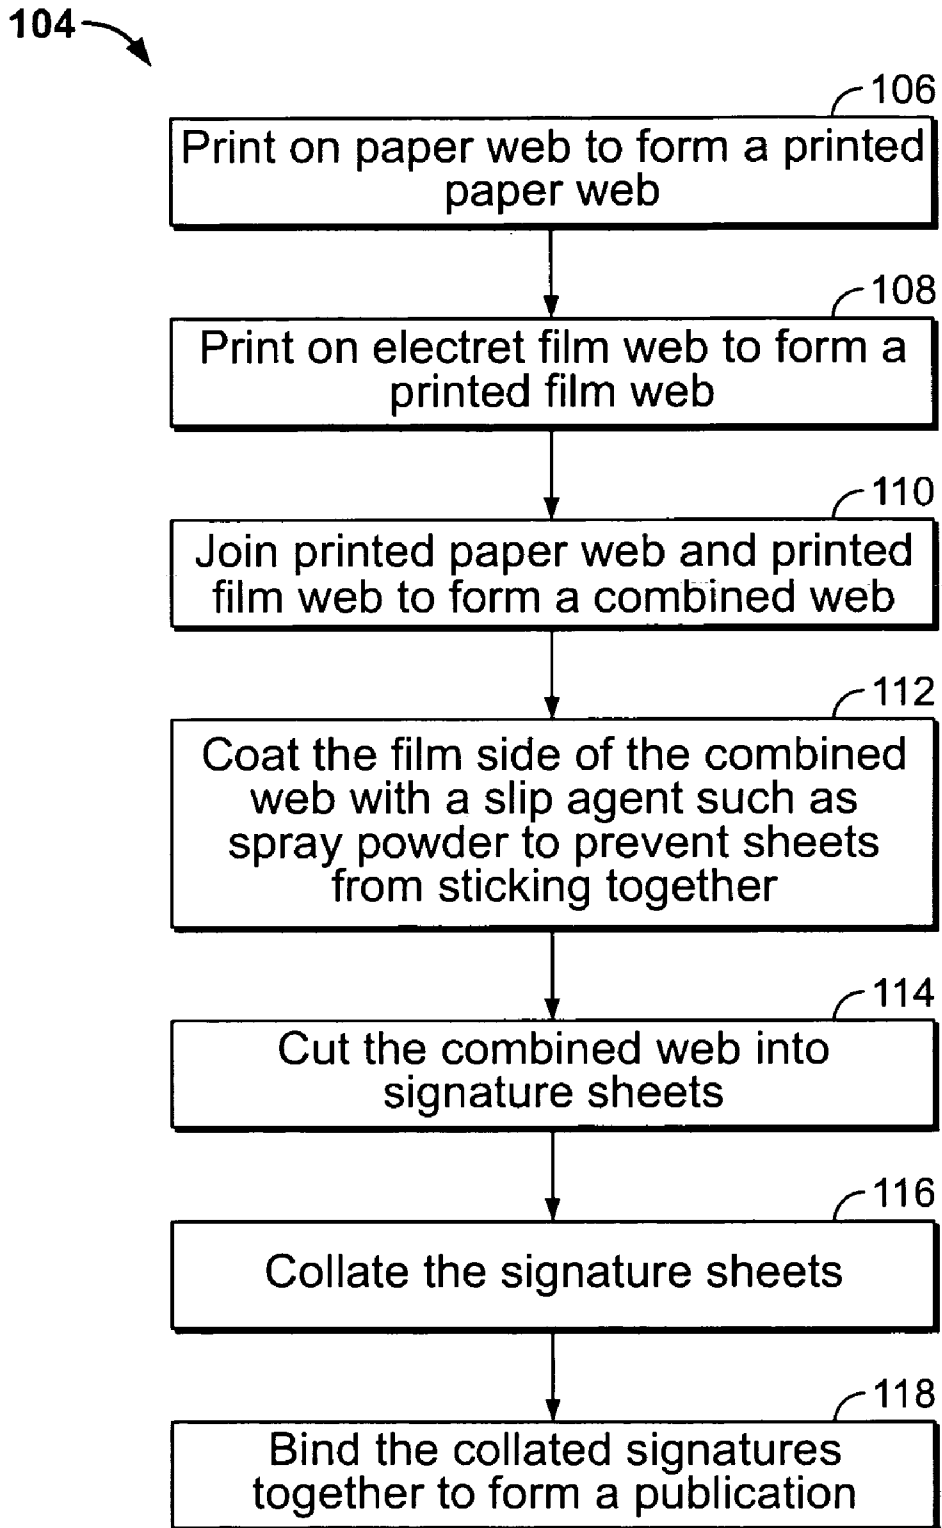 104
106
Print on paper web to form a printed
paper web
108
Print on electret film web to form a
printed film web
110
Join printed paper web and printed
film web to form a combined web
112
Coat the film side of the combined
web with a slip agent such as
spray powder to prevent sheets
from sticking together
114
Cut the combined web into
signature sheets
116
Collate the signature sheets
118
Bind the collated signatures
together to form a publication